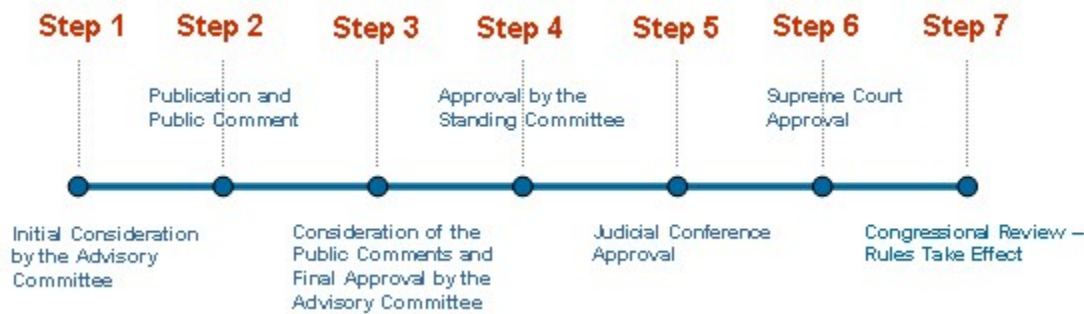 Step 1 Step 2 Step 3 Step 4 Step 5 Step 6 Step 7
Publication and
Public Comment
Approval by the
Standing Committee
Supreme Court
Approval
Initial Consideration
by the Advisory
Committee
Consideration of the
Public Comments and
Final Approval by the
Advisory Committee
Judicial Conference
Approval
Congressional Review –
Rules Take Effect